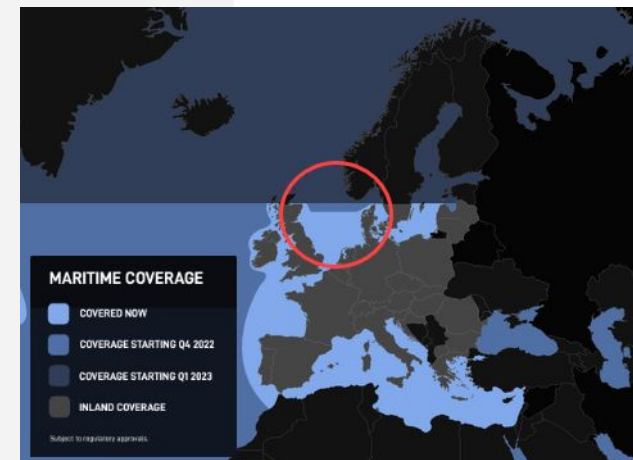 MARITIME COVERAGE
COVERED NOW
COVERAGE STARTING Q4 2022
COVERAGE STARTING Q1 2023
INLAND COVERAGE
Subject to regulatory approvals.